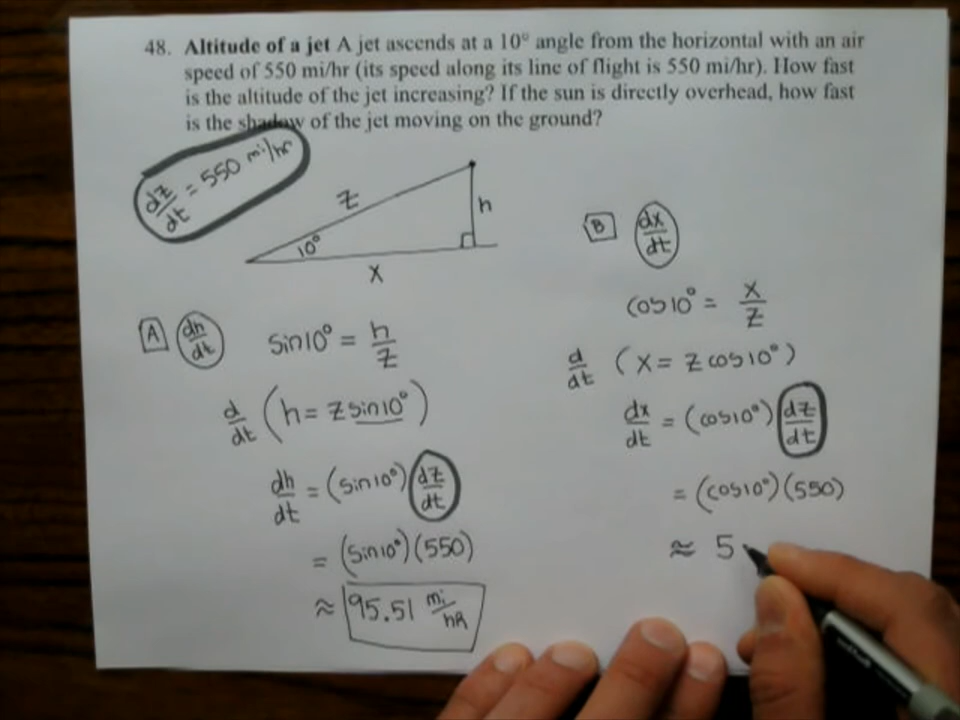 48. Altitude of a jet A jet ascends at a 10° angle from the horizontal with an air
speed of 550 mi/hr (its speed along its line of flight is 550 mi/hr). How fast
is the altitude of the jet increasing? If the sun is directly overhead, how fast
is the shadow of the jet moving on the ground?
dz/dt = 550 mi/hr
z
h
10°
x
A dh/dt
sin10° = h/z
d/dt (h = z sin10°)
dh/dt = (sin10°) dz/dt
= (sin10°)(550)
≈ 95.51 mi/hr
B dx/dt
cos10° = x/z
d/dt (x = z cos10°)
dx/dt = (cos10°) dz/dt
= (cos10°)(550)
≈ 5